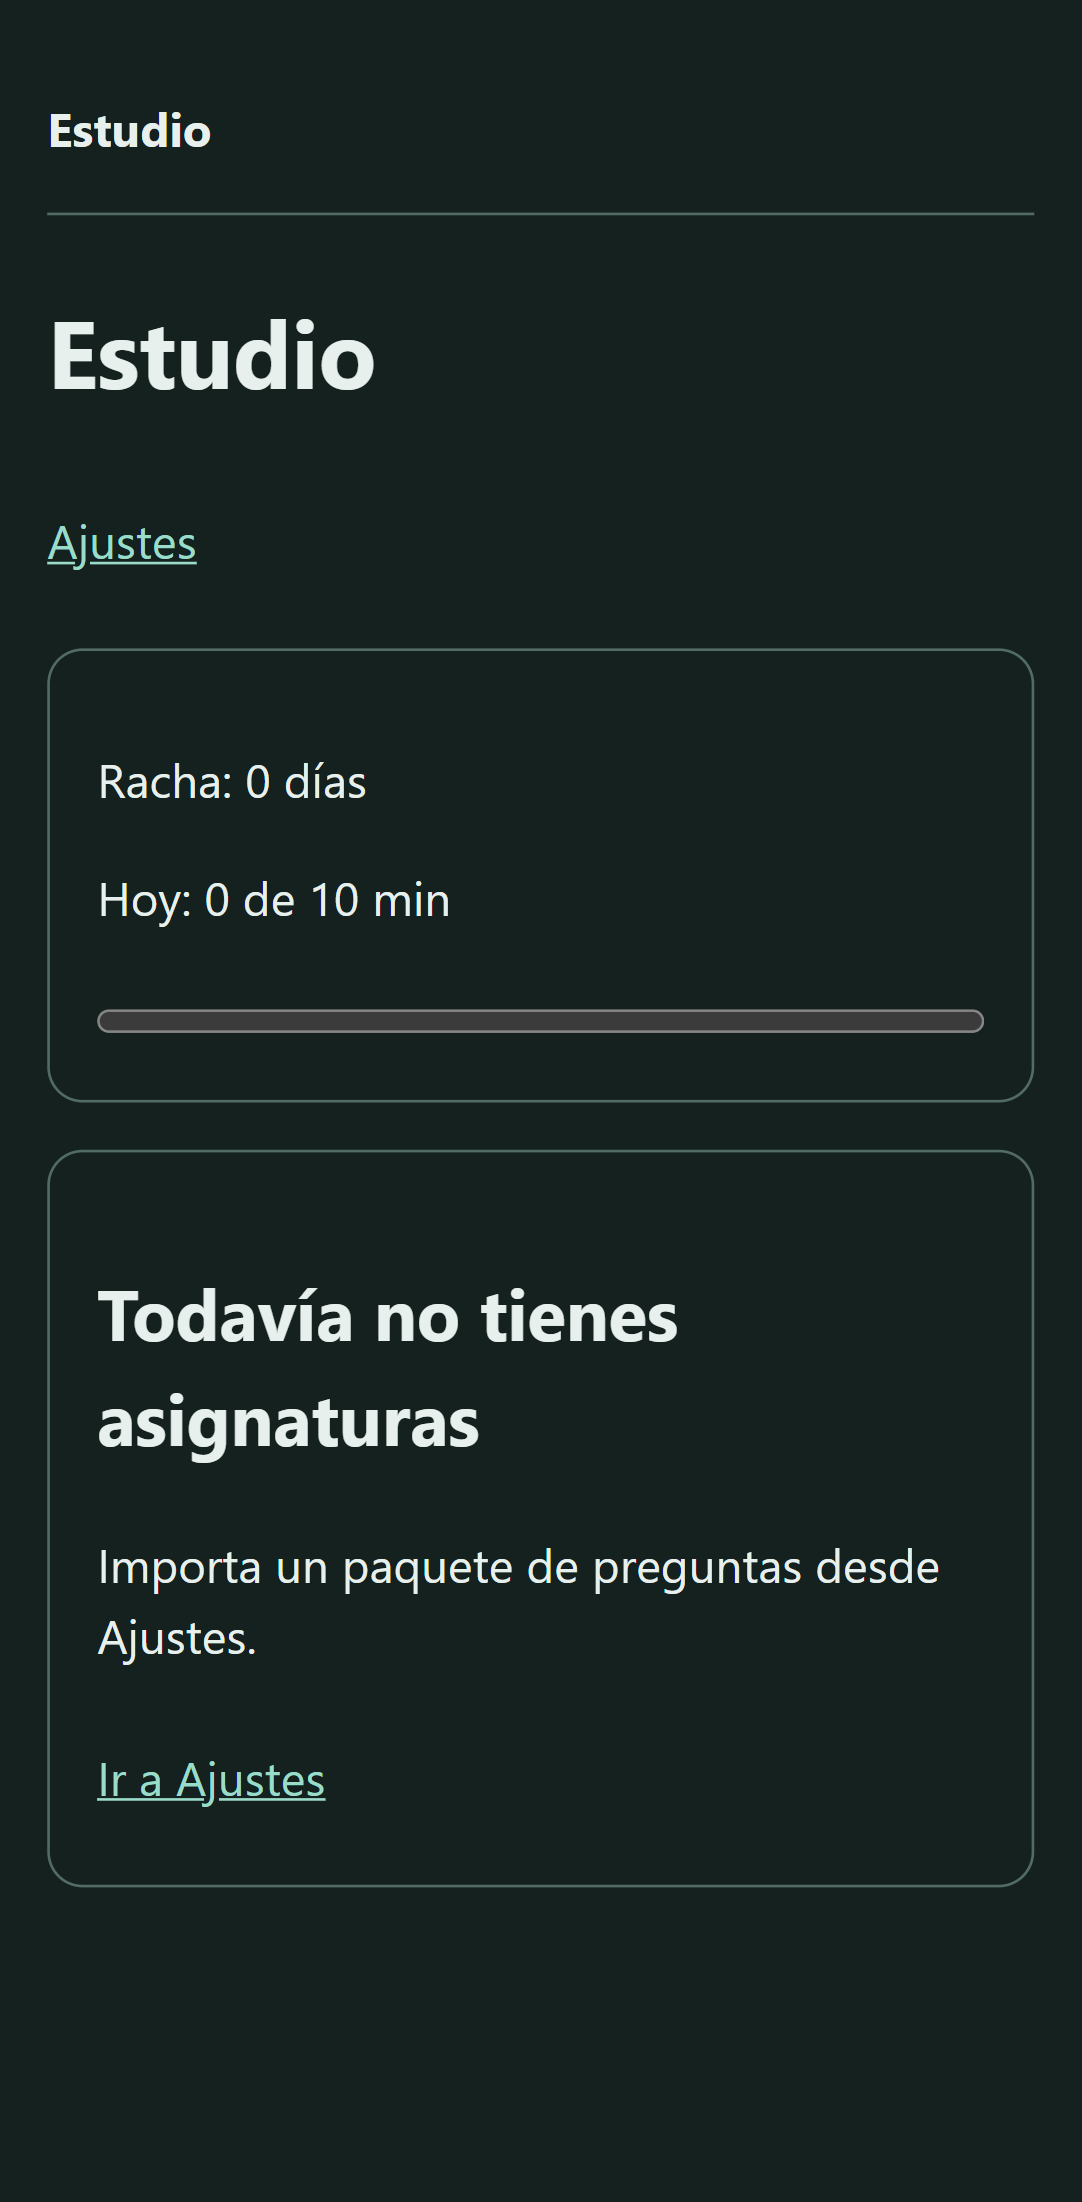 Estudio
Estudio
Ajustes
Racha: 0 días
Hoy: 0 de 10 min
Todavía no tienes
asignaturas
Importa un paquete de preguntas desde
Ajustes.
Ir a Ajustes